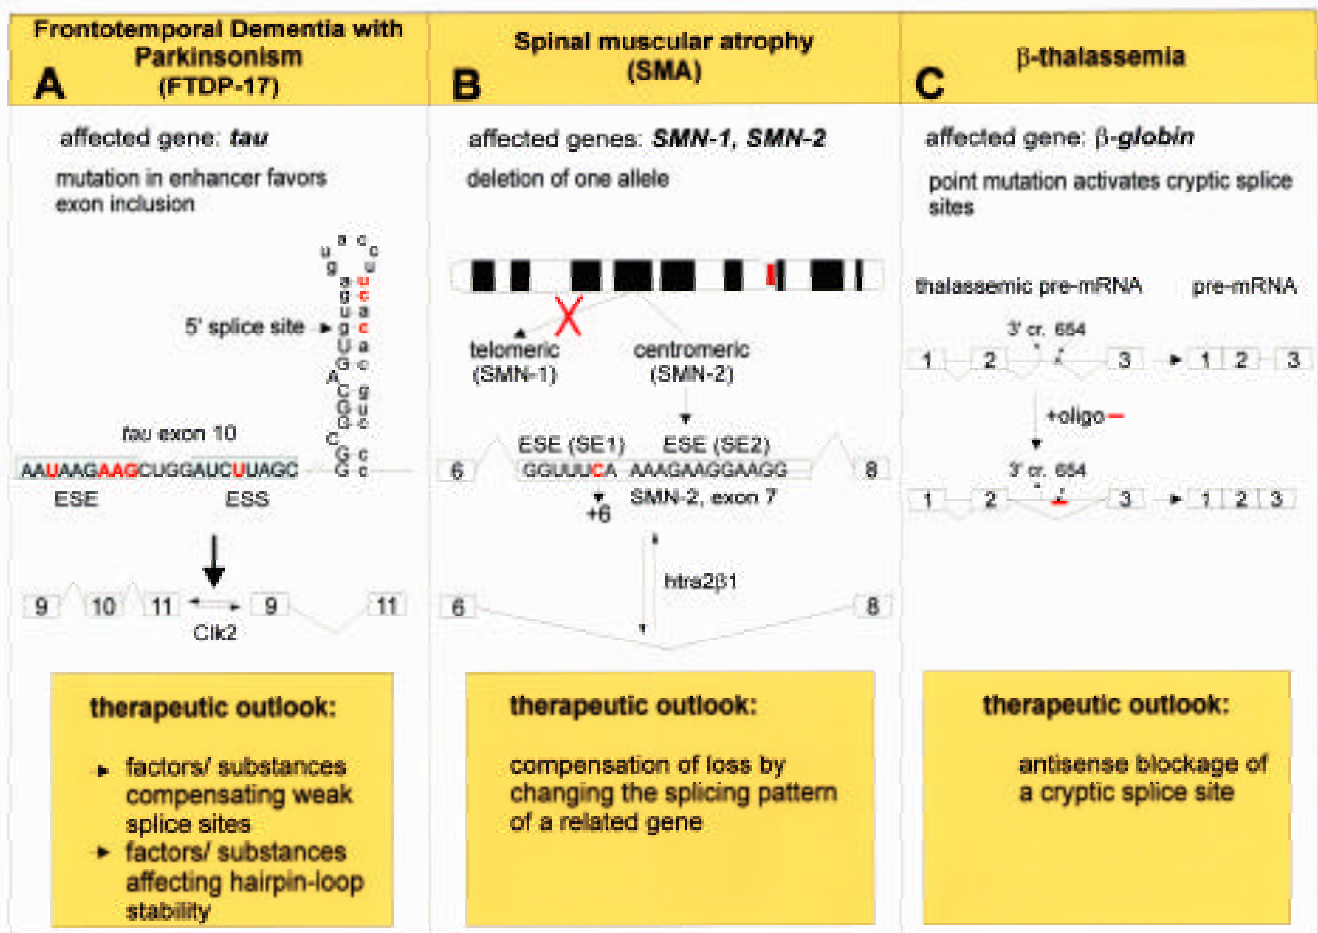 Frontotemporal Dementia with
Parkinsonism
(FTDP-17)
A
affected gene: tau
mutation in enhancer favors
exon inclusion
5' splice site
tau exon 10
AAUAAGAAGCUGGAUCUUAGC
ESE
ESS
9
10
11
Clk2
9
11
therapeutic outlook:
factors/ substances
compensating weak
splice sites
factors/ substances
affecting hairpin-loop
stability
Spinal muscular atrophy
(SMA)
B
affected genes: SMN-1, SMN-2
deletion of one allele
telomeric
(SMN-1)
centromeric
(SMN-2)
ESE (SE1)
ESE (SE2)
6
GGUUUCA AAAGAAGGAAGG
8
+6
SMN-2, exon 7
htra2β1
6
8
therapeutic outlook:
compensation of loss by
changing the splicing pattern
of a related gene
β-thalassemia
C
affected gene: β-globin
point mutation activates cryptic splice
sites
thalassemic pre-mRNA
pre-mRNA
3' cr. 654
1
2
3
1 2 3
+oligo
3' cr. 654
1
2
3
1 2 3
therapeutic outlook:
antisense blockage of
a cryptic splice site